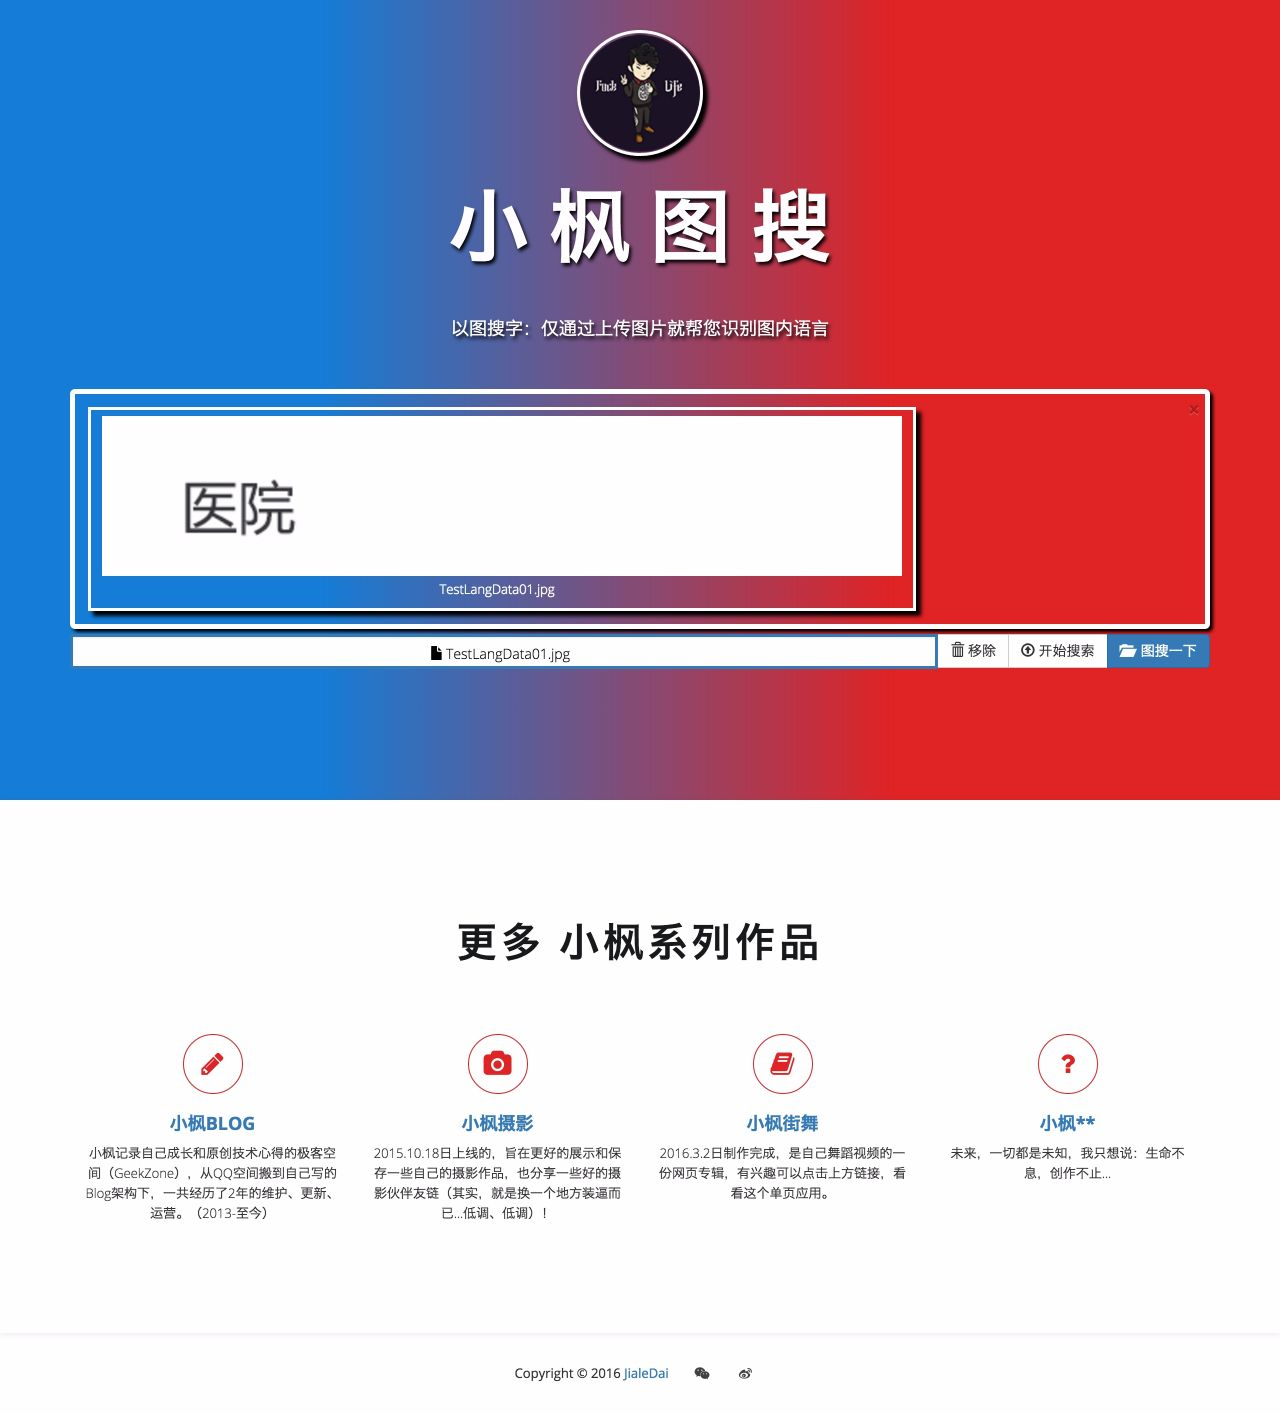 Fuck Life
小枫图搜
以图搜字：仅通过上传图片就帮您识别图内语言
×
医院
TestLangData01.jpg
TestLangData01.jpg 移除 开始搜索 图搜一下
更多 小枫系列作品
小枫BLOG
小枫记录自己成长和原创技术心得的极客空
间（GeekZone），从QQ空间搬到自己写的
Blog架构下，一共经历了2年的维护、更新、
运营。（2013-至今）
小枫摄影
2015.10.18日上线的，旨在更好的展示和保
存一些自己的摄影作品，也分享一些好的摄
影伙伴友链（其实，就是换一个地方装逼而
已...低调、低调）！
小枫街舞
2016.3.2日制作完成，是自己舞蹈视频的一
份网页专辑，有兴趣可以点击上方链接，看
看这个单页应用。
?
小枫**
未来，一切都是未知，我只想说：生命不
息，创作不止...
Copyright © 2016 JialeDai